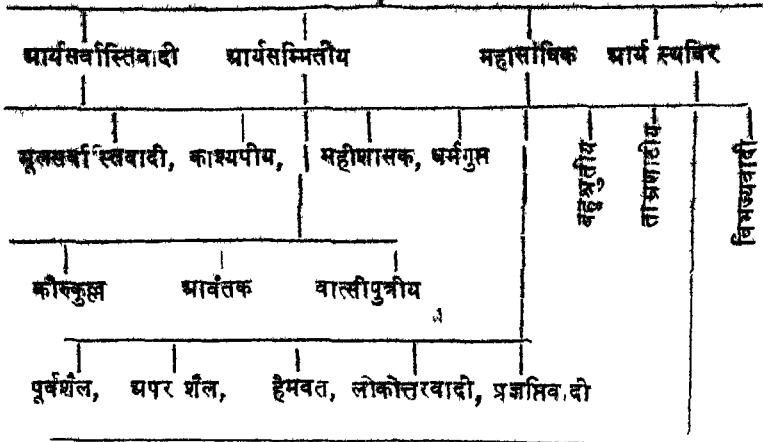 आर्यसर्वास्तिवादी आर्यसम्मितीय महासांघिक आर्य स्थविर
मूलसर्वास्तिवादी, काश्यपीय, महीशासक, धर्मगुप्त बहुश्रुतीय ताम्रशाटीय विभज्यवादी
कौरुकुल्ल आवंतक वात्सीपुत्रीय
पूर्वशैल, अपर शैल, हैमवत, लोकोत्तरवादी, प्रज्ञप्तिवादी